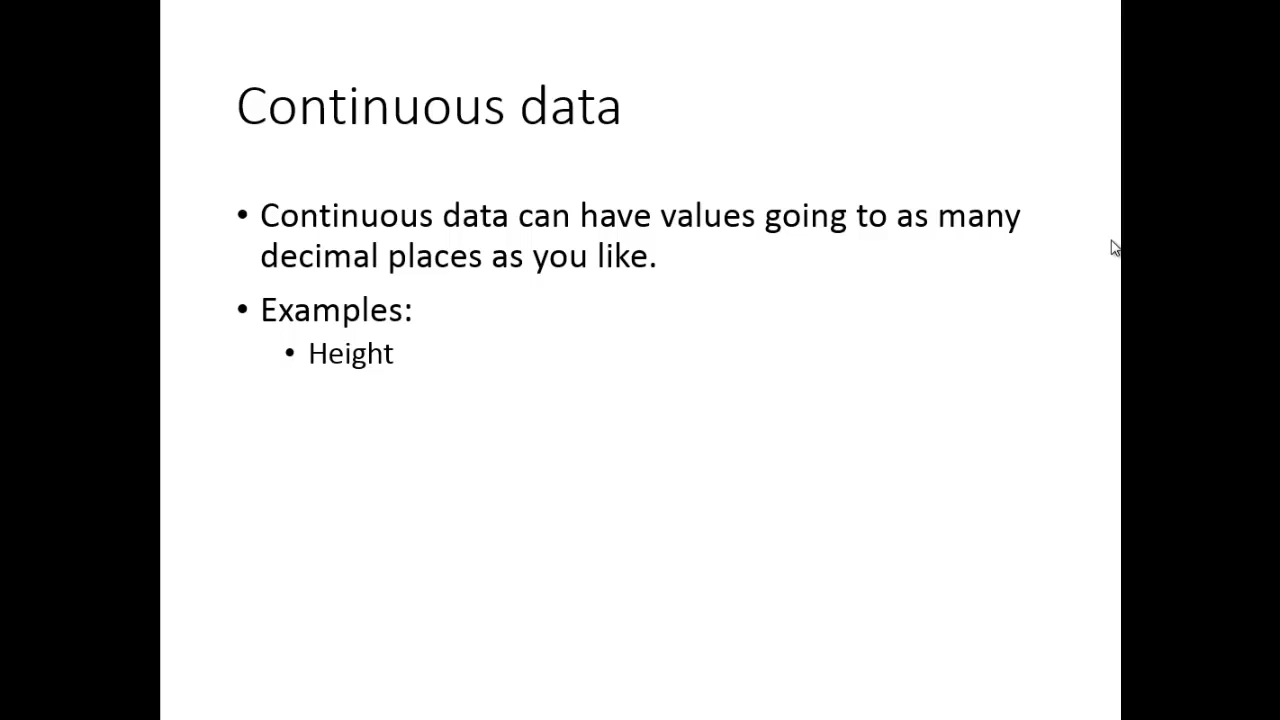 Continuous data
• Continuous data can have values going to as many
decimal places as you like.
• Examples:
• Height